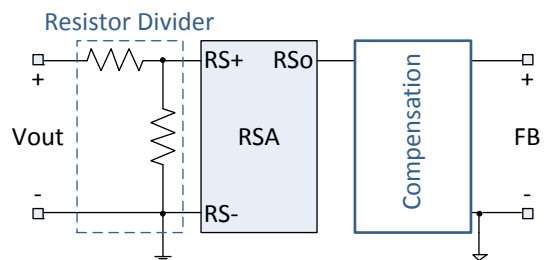 Resistor Divider
RS+
RSo
+
+
Vout
RSA
Compensation
FB
-
-
RS-